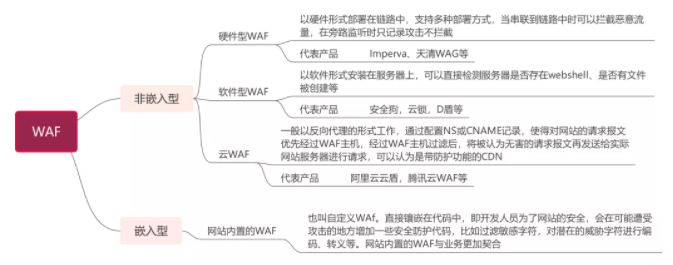 以硬件形式部署在链路中，支持多种部署方式，当串联到链路中时可以拦截恶意流
量，在旁路监听时只记录攻击不拦截
硬件型WAF
代表产品 Imperva、天清WAG等
以软件形式安装在服务器上，可以直接检测服务器是否存在webshell、是否有文件
被创建等
非嵌入型
软件型WAF
代表产品 安全狗，云锁，D盾等
WAF
一般以反向代理的形式工作，通过配置NS或CNAME记录，使得对网站的请求报文
优先经过WAF主机，经过WAF主机过滤后，将被认为无害的请求报文再发送给实际
网站服务器进行请求，可以认为是带防护功能的CDN
云WAF
代表产品 阿里云云盾，腾讯云WAF等
也叫自定义WAf。直接镶嵌在代码中，即开发人员为了网站的安全，会在可能遭受
攻击的地方增加一些安全防护代码，比如过滤敏感字符，对潜在的威胁字符进行编
码、转义等。网站内置的WAF与业务更加契合
嵌入型
网站内置的WAF